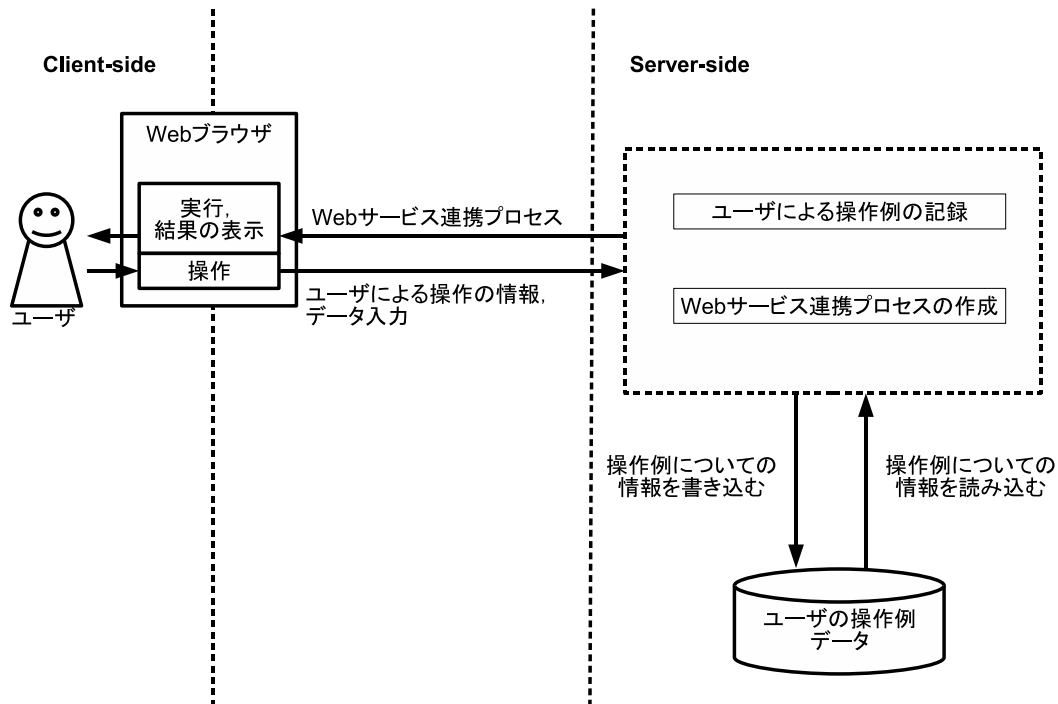 Client-side
Server-side
Webブラウザ
実行,
結果の表示
操作
ユーザ
Webサービス連携プロセス
ユーザによる操作の情報,
データ入力
ユーザによる操作例の記録
Webサービス連携プロセスの作成
操作例についての
情報を書き込む
操作例についての
情報を読み込む
ユーザの操作例
データ